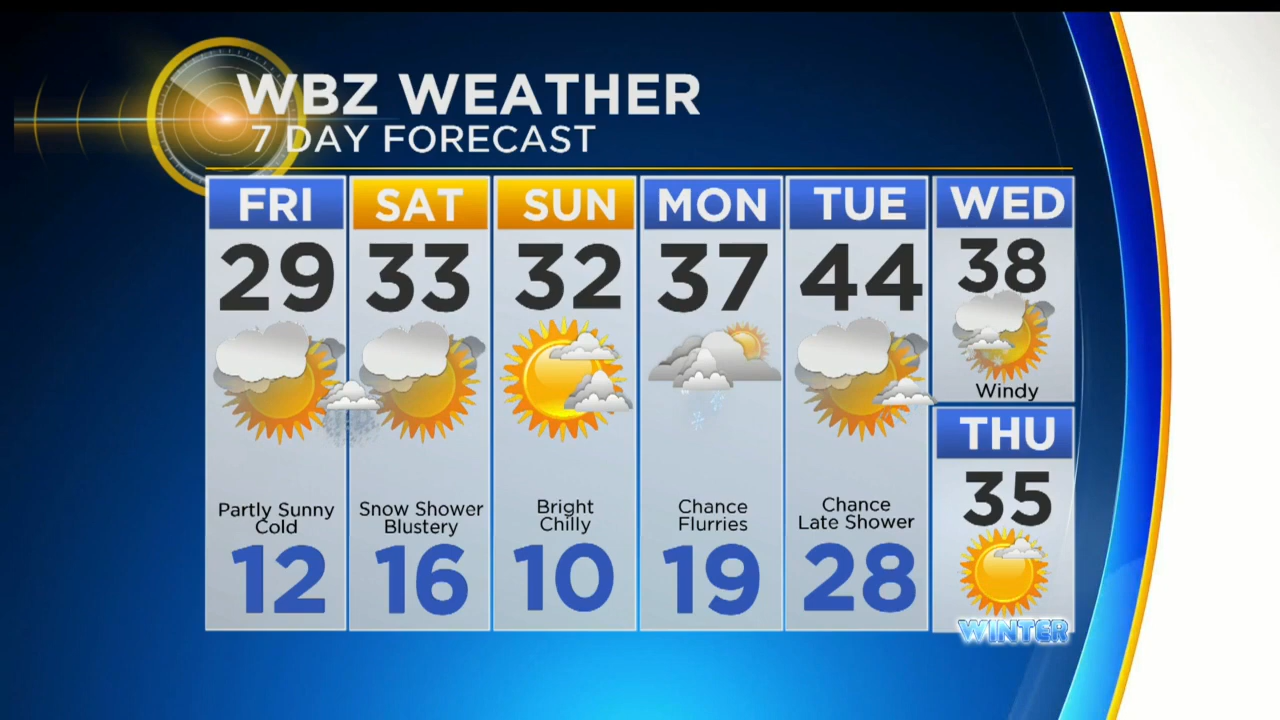 WBZ WEATHER
7 DAY FORECAST
FRI
29
Partly Sunny
Cold
12
SAT
33
Snow Shower
Blustery
16
SUN
32
Bright
Chilly
10
MON
37
Chance
Flurries
19
TUE
44
Chance
Late Shower
28
WED
38
Windy
THU
35
WINTER